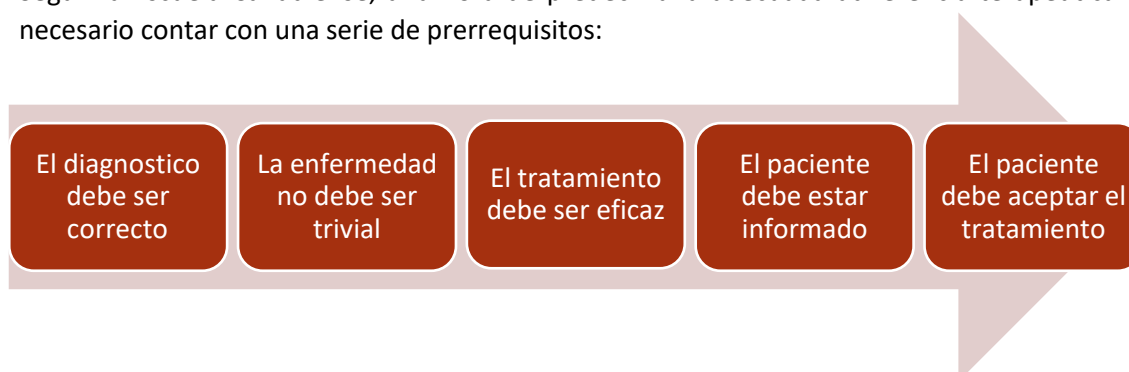 necesario contar con una serie de prerrequisitos:
El diagnostico
debe ser
correcto
La enfermedad
no debe ser
trivial
El tratamiento
debe ser eficaz
El paciente
debe estar
informado
El paciente
debe aceptar el
tratamiento